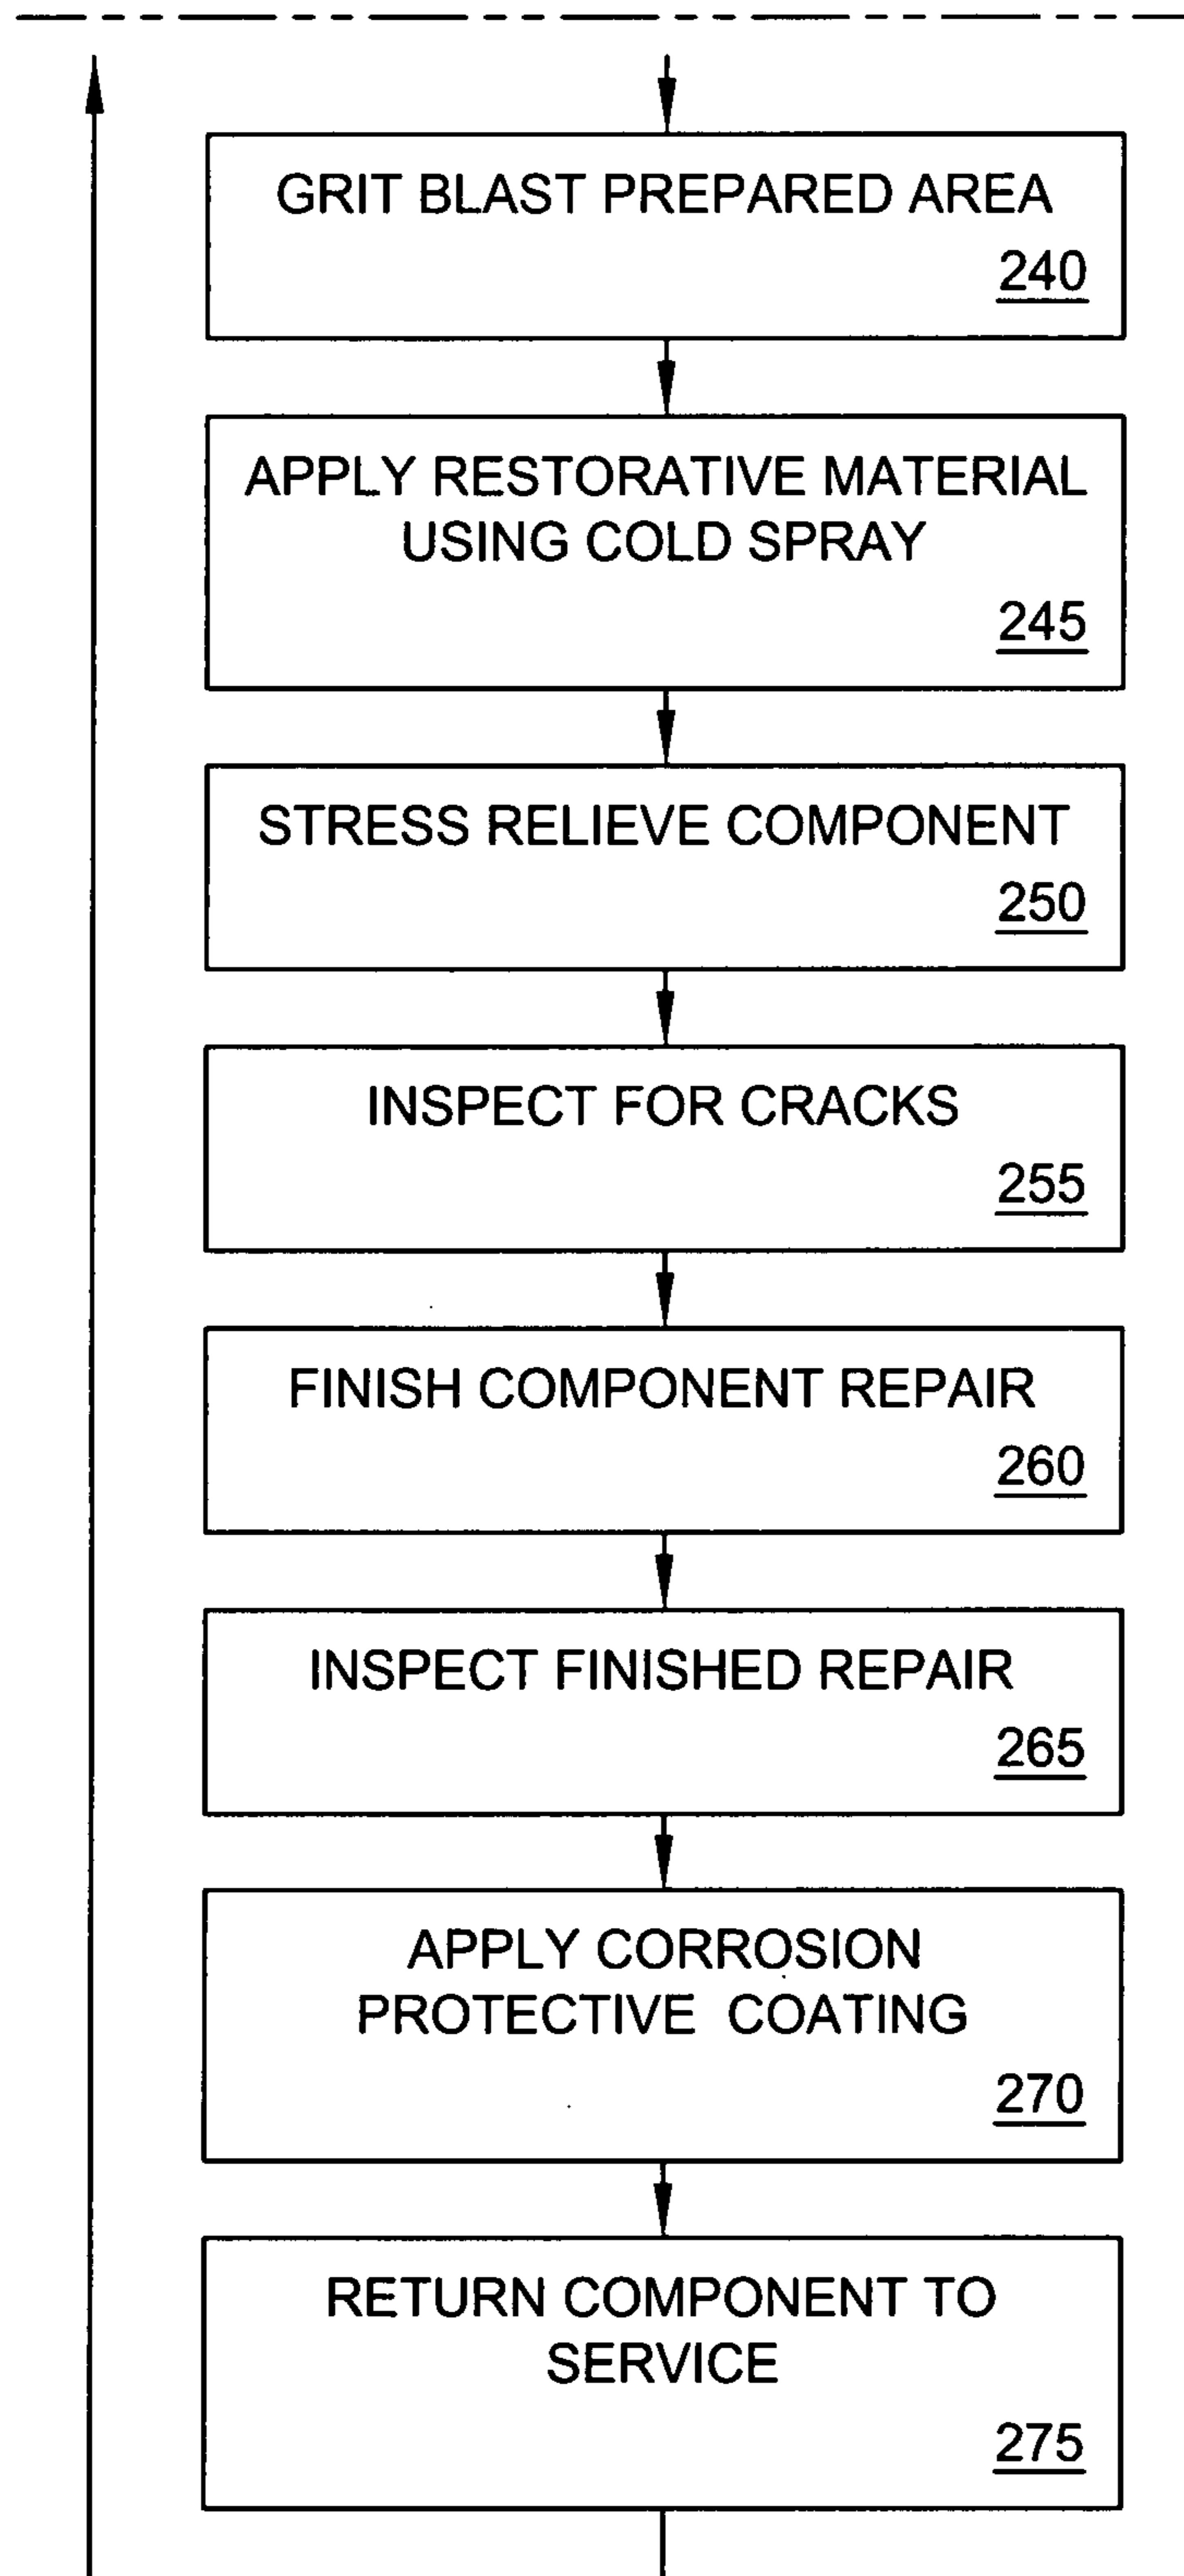 GRIT BLAST PREPARED AREA
240
APPLY RESTORATIVE MATERIAL
USING COLD SPRAY
245
STRESS RELIEVE COMPONENT
250
INSPECT FOR CRACKS
255
FINISH COMPONENT REPAIR
260
INSPECT FINISHED REPAIR
265
APPLY CORROSION
PROTECTIVE COATING
270
RETURN COMPONENT TO
SERVICE
275